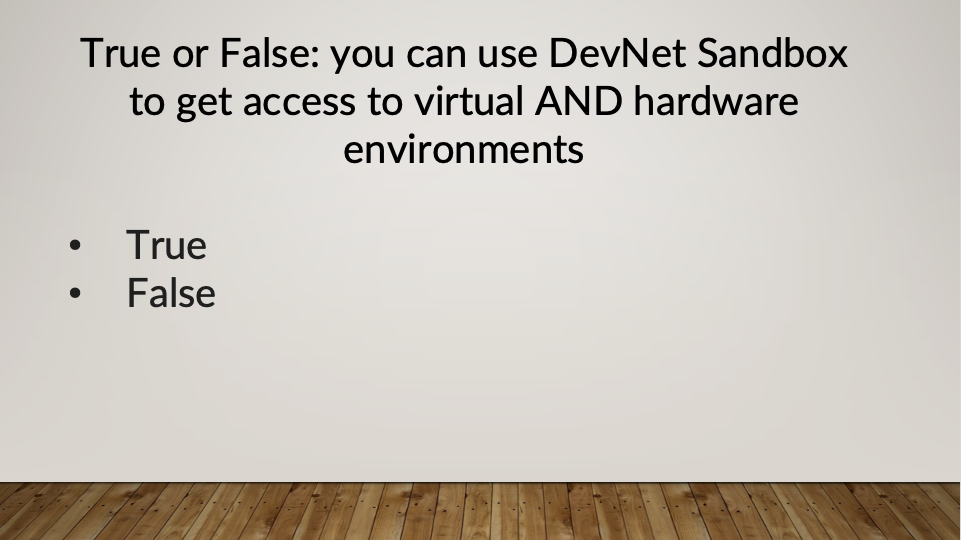 True or False: you can use DevNet Sandbox
to get access to virtual AND hardware
environments
• True
• False